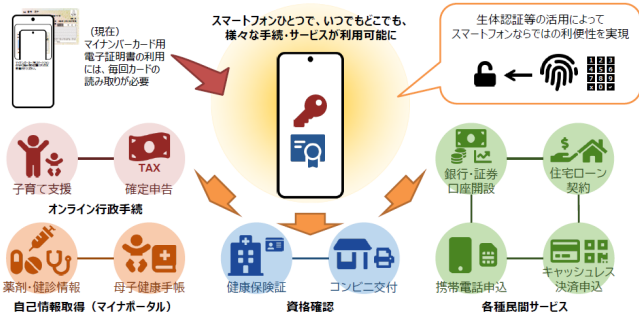 (現在)
マイナンバーカード用
電子証明書の利用
には、毎回カードの
読み取りが必要
スマートフォンひとつで、いつでもどこでも、
様々な手続・サービスが利用可能に
生体認証等の活用によって
スマートフォンならではの利便性を実現
1 2 3
4 5 6
7 8 9
子育て支援
TAX
確定申告
オンライン行政手続
薬剤・健診情報
母子健康手帳
自己情報取得(マイナポータル)
健康保険証
コンビニ交付
資格確認
銀行・証券
口座開設
$
住宅ローン
契約
携帯電話申込
キャッシュレス
決済申込
各種民間サービス